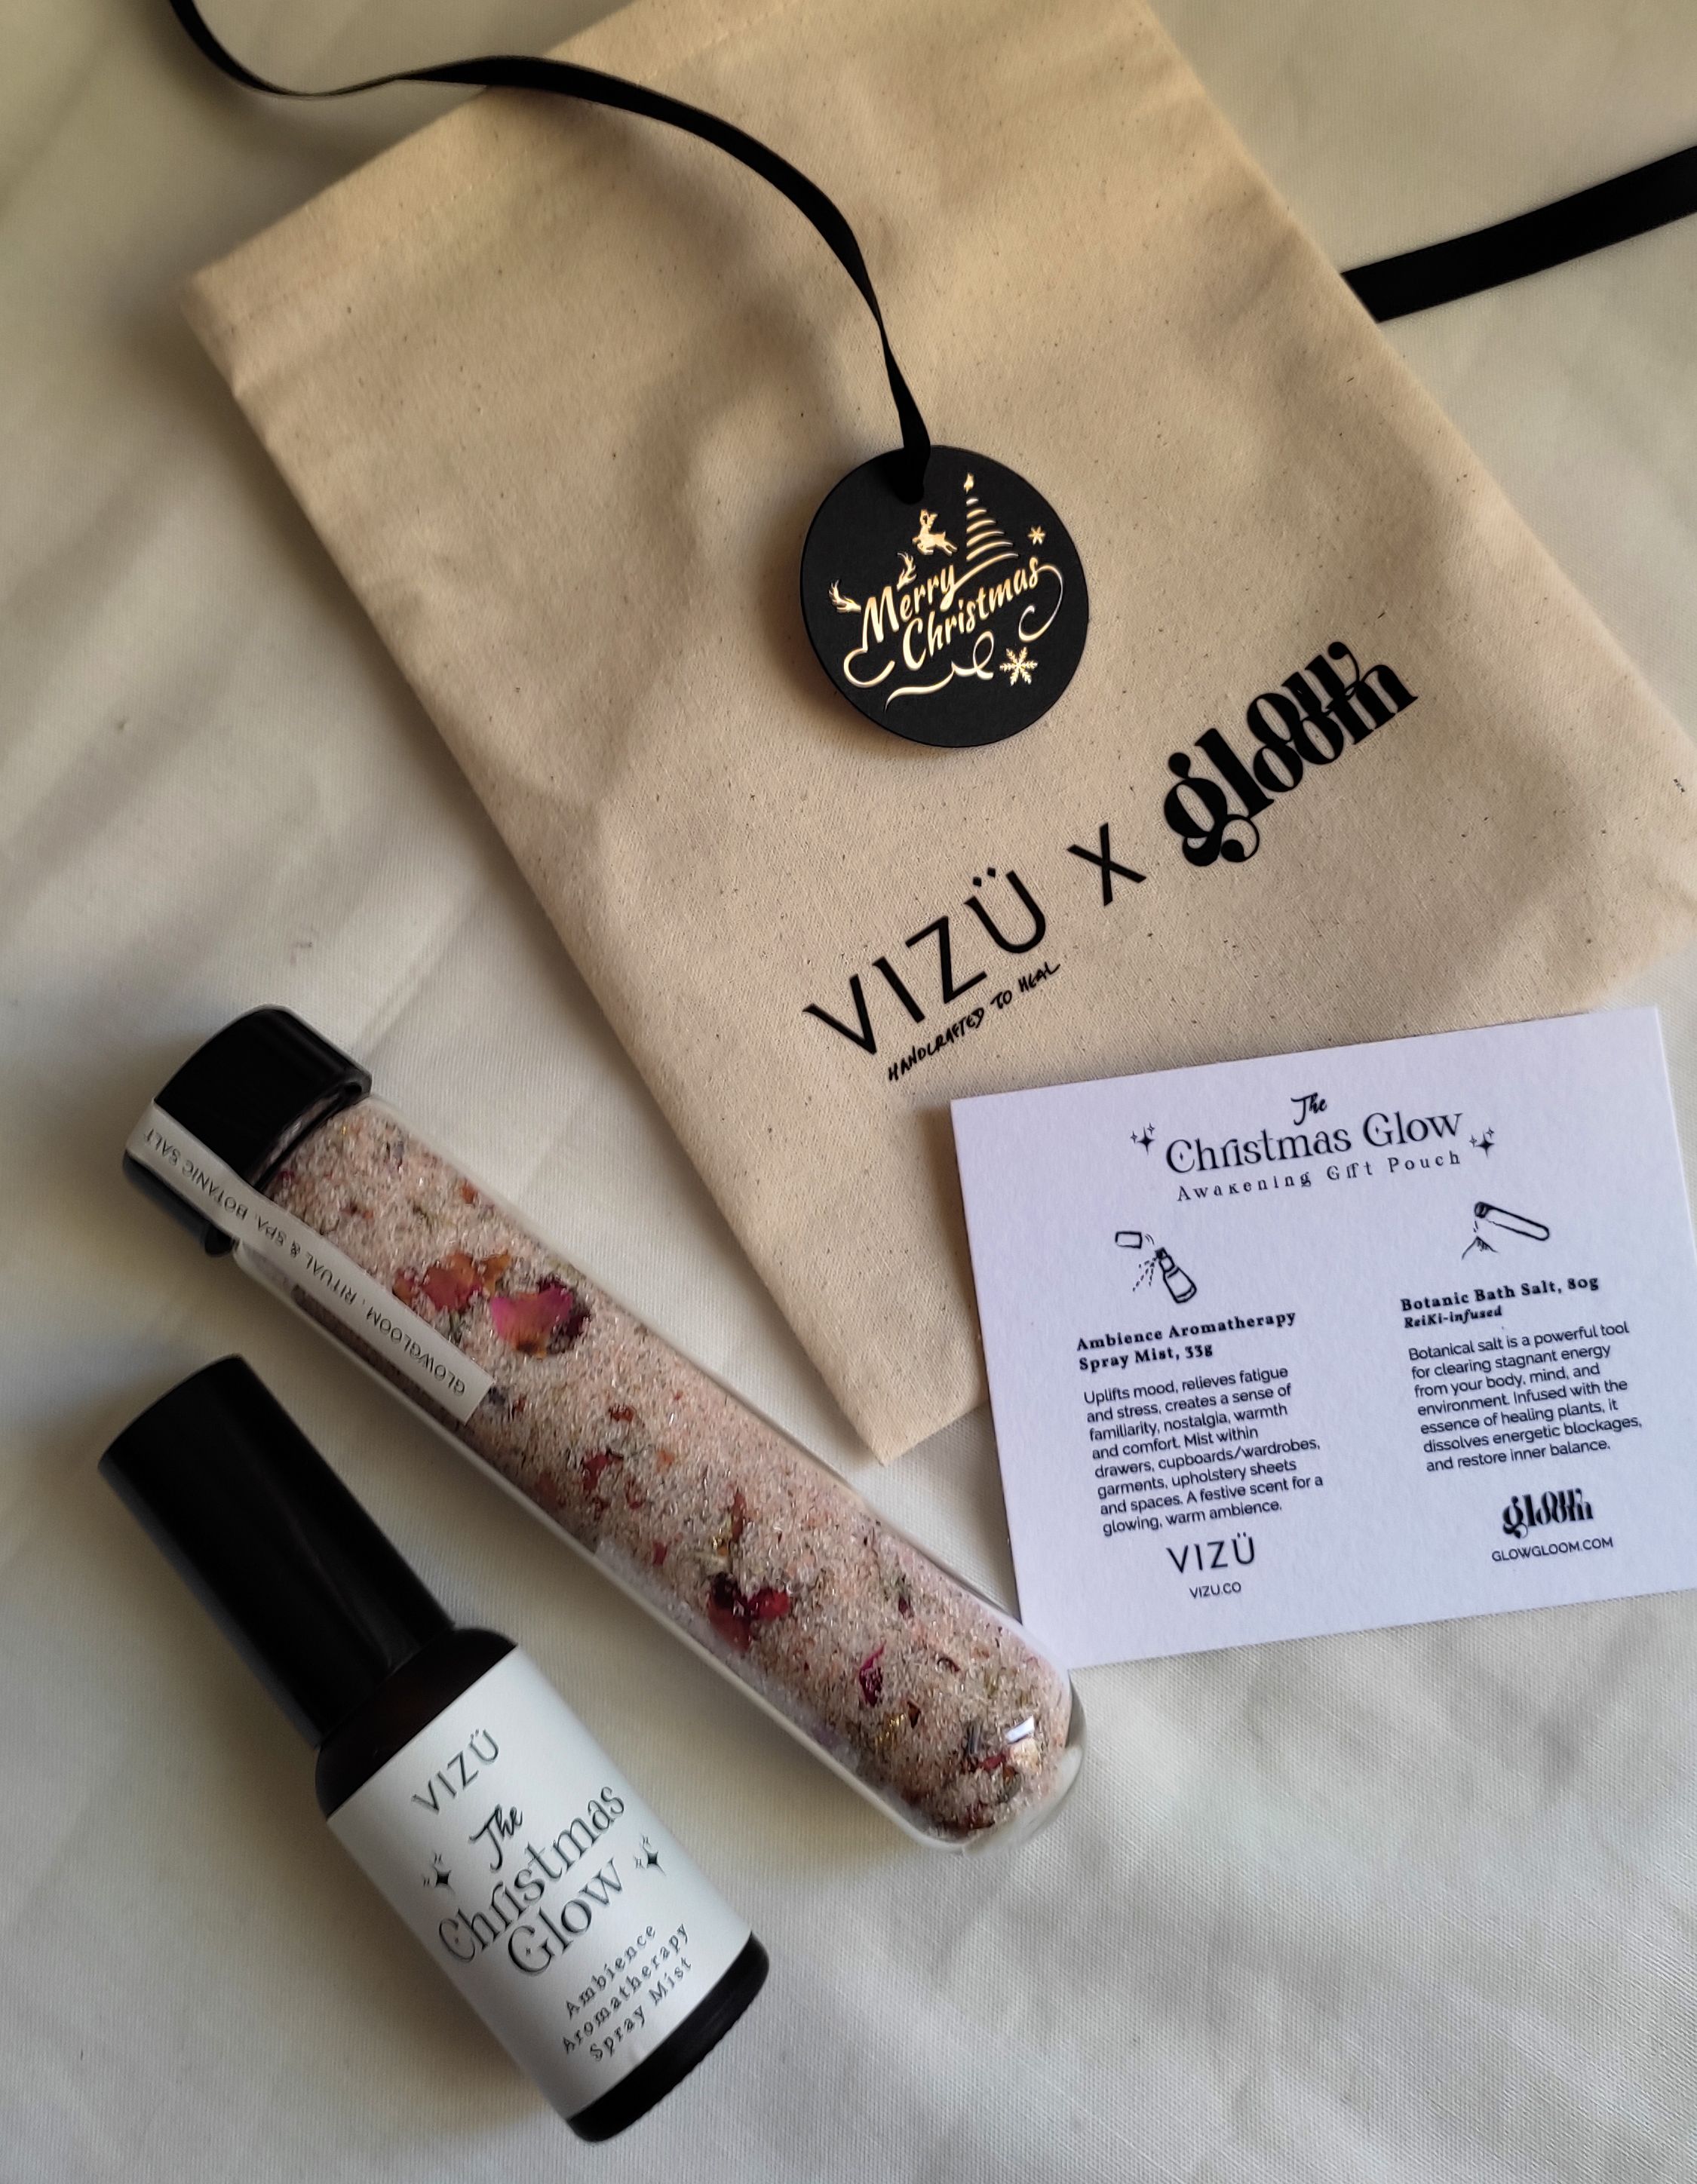 Merry
Christmas
VIZÜ X glow
gloom
HANDCRAFTED TO HEAL
The
Christmas Glow
Awakening Gift Pouch
Ambience Aromatherapy
Spray Mist, 33g
Uplifts mood, relieves fatigue
and stress, creates a sense of
familiarity, nostalgia, warmth
and comfort. Mist within
drawers, cupboards/wardrobes,
garments, upholstery sheets
and spaces. A festive scent for a
glowing, warm ambience.
VIZÜ
VIZU.CO
Botanic Bath Salt, 80g
ReiKi-infused
Botanical salt is a powerful tool
for clearing stagnant energy
from your body, mind, and
environment. Infused with the
essence of healing plants, it
dissolves energetic blockages,
and restore inner balance.
glow
gloom
GLOWGLOOM.COM
GLOWGLOOM . RITUAL & SPA. BOTANIC SALT
VIZÜ
The
Christmas
Glow
Ambience
Aromatherapy
Spray Mist